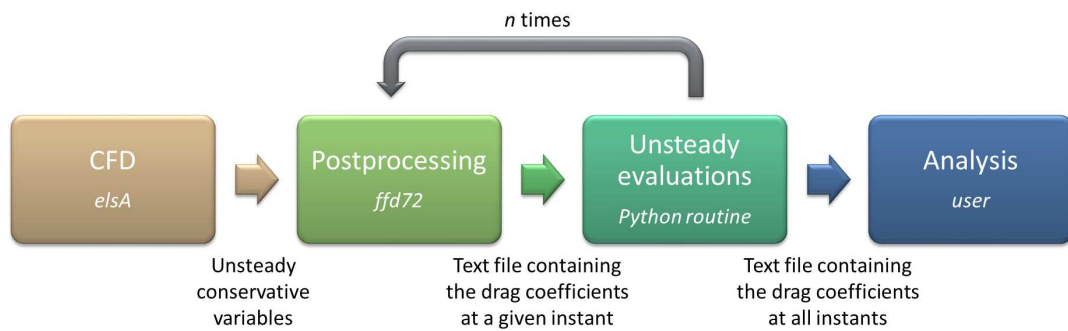 n times
CFD
elsA
Postprocessing
ffd72
Unsteady
evaluations
Python routine
Analysis
user
Unsteady
conservative
variables
Text file containing
the drag coefficients
at a given instant
Text file containing
the drag coefficients
at all instants